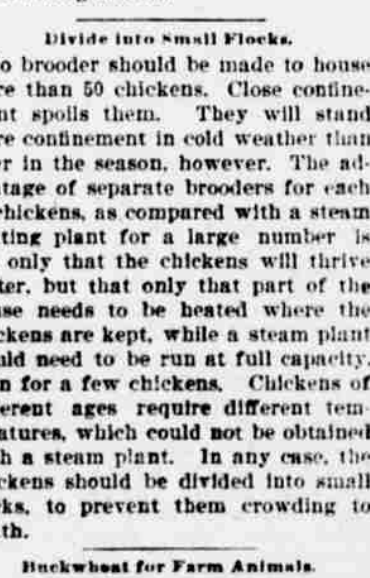 Divide into Small Flocks.
o brooder should be made to house
re than 50 chickens. Close confine-
nt spoils them. They will stand
re confinement in cold weather than
r in the season, however. The ad-
tage of separate brooders for each
hickens, as compared with a steam
ting plant for a large number is
only that the chickens will thrive
ter, but that only that part of the
se needs to be heated where the
ckens are kept, while a steam plant
uld need to be run at full capacity,
n for a few chickens. Chickens of
erent ages require different tem-
atures, which could not be obtained
h a steam plant. In any case, the
ckens should be divided into small
ks, to prevent them crowding to
th.
Buckwheat for Farm Animals.